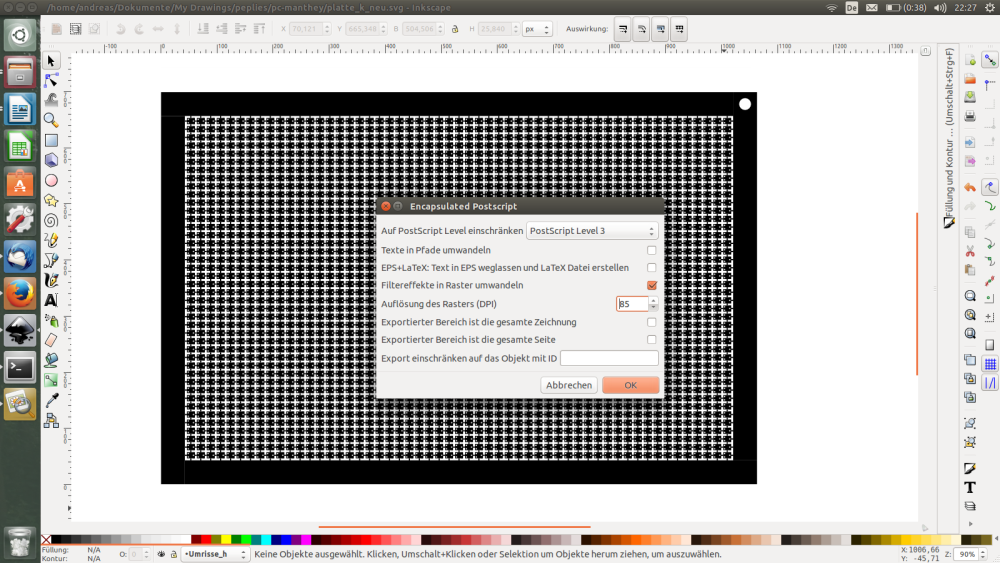 /home/andreas/Dokumente/My Drawings/peplies/pc-manthey/platte_k_neu.svg - Inkscape
De
(0:38)
22:27
X
70,121
Y
665,348
B
504,506
H
25,840
px
Auswirkung:
Füllung und Kontur ... (Umschalt+Strg+F)
Encapsulated Postscript
Auf PostScript Level einschränken
PostScript Level 3
Texte in Pfade umwandeln
EPS+LaTeX: Text in EPS weglassen und LaTeX Datei erstellen
Filtereffekte in Raster umwandeln
Auflösung des Rasters (DPI)
85
Exportierter Bereich ist die gesamte Zeichnung
Exportierter Bereich ist die gesamte Seite
Export einschränken auf das Objekt mit ID
Abbrechen
OK
Füllung:
N/A
Kontur:
N/A
O:
0
•Umrisse_h
Keine Objekte ausgewählt. Klicken, Umschalt+Klicken oder Selektion um Objekte herum ziehen, um auszuwählen.
X:1006,66
Y: -45,71
Z:
90%